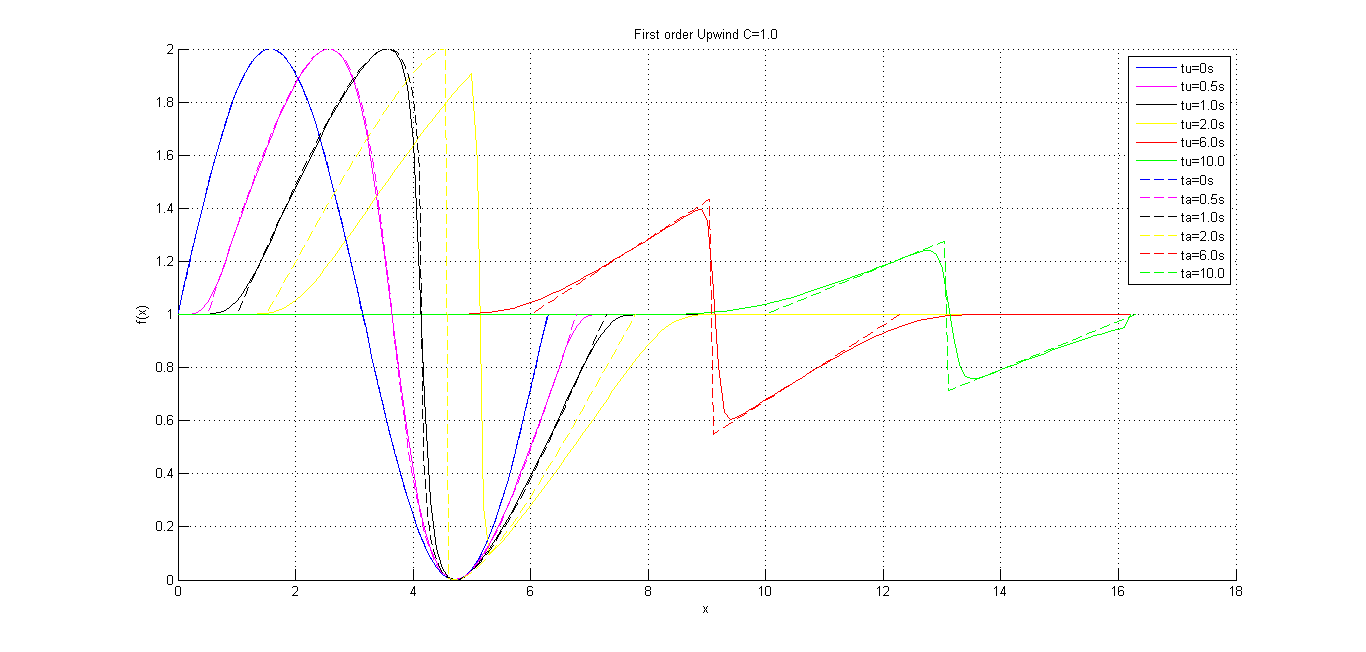 First order Upwind C=1.0
2
1.8
1.6
1.4
1.2
1
0.8
0.6
0.4
0.2
0
f(x)
0 2 4 6 8 10 12 14 16 18
x
tu=0s
tu=0.5s
tu=1.0s
tu=2.0s
tu=6.0s
tu=10.0
ta=0s
ta=0.5s
ta=1.0s
ta=2.0s
ta=6.0s
ta=10.0